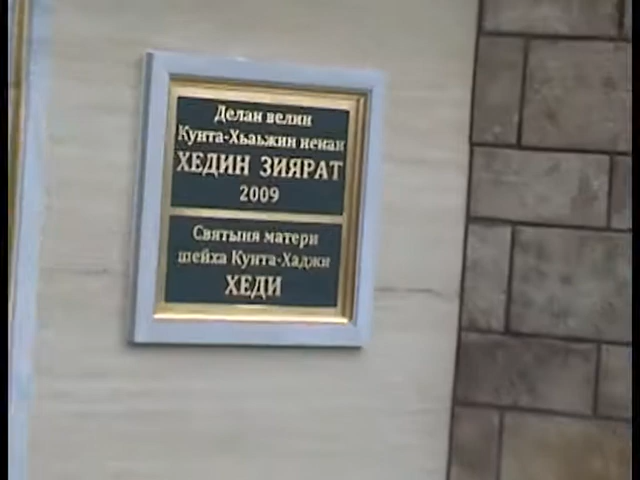 Делан велин
Кунта-Хьаьжин ненан
ХЕДИН ЗИЯРАТ
2009
Святыня матери
шейха Кунта-Хаджи
ХЕДИ